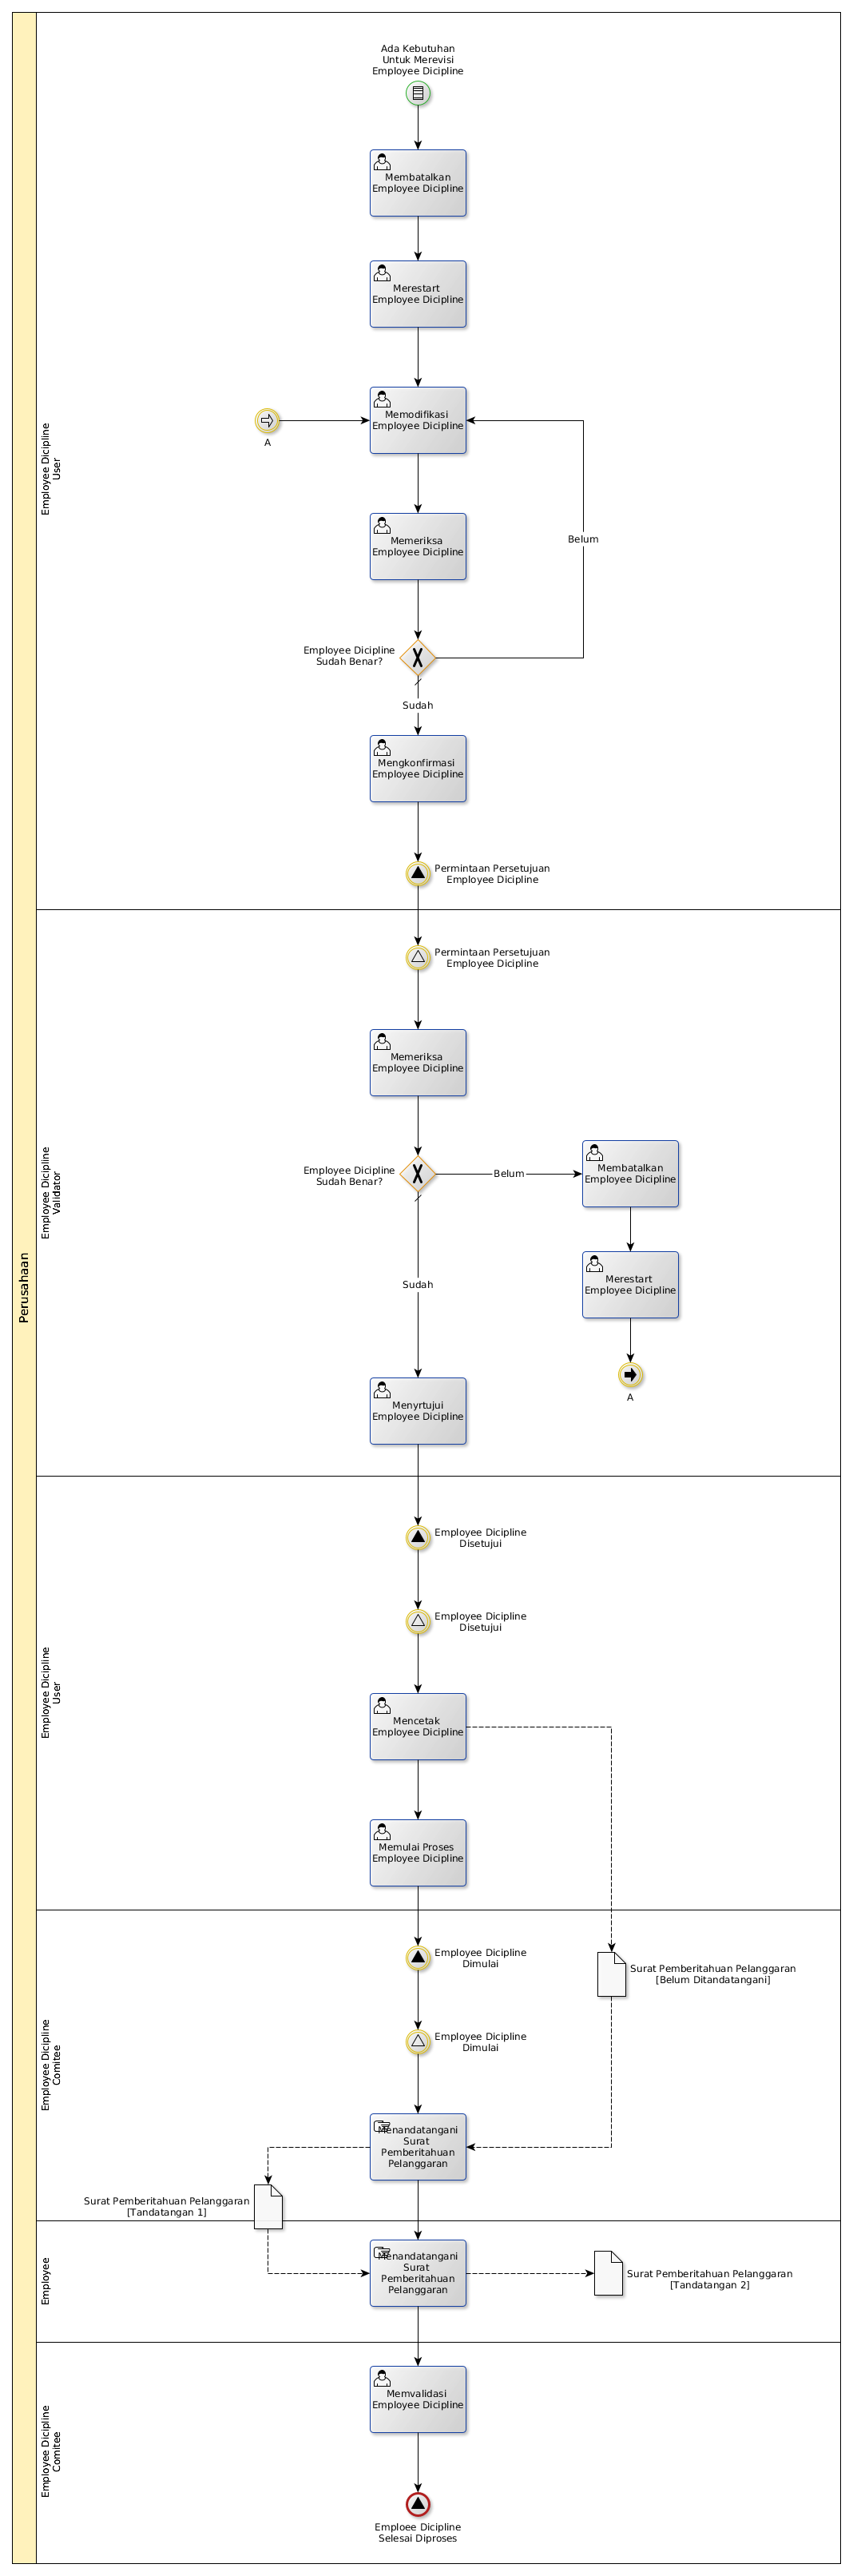 Perusahaan
Employee Dicipline
User
Ada Kebutuhan
Untuk Merevisi
Employee Dicipline
Membatalkan
Employee Dicipline
Merestart
Employee Dicipline
A
Memodifikasi
Employee Dicipline
Memeriksa
Employee Dicipline
Belum
Employee Dicipline
Sudah Benar?
Sudah
Mengkonfirmasi
Employee Dicipline
Permintaan Persetujuan
Employee Dicipline
Employee Dicipline
Validator
Permintaan Persetujuan
Employee Dicipline
Memeriksa
Employee Dicipline
Employee Dicipline
Sudah Benar?
Belum
Membatalkan
Employee Dicipline
Merestart
Employee Dicipline
A
Sudah
Menyrtujui
Employee Dicipline
Employee Dicipline
User
Employee Dicipline
Disetujui
Employee Dicipline
Disetujui
Mencetak
Employee Dicipline
Memulai Proses
Employee Dicipline
Employee Dicipline
Comitee
Employee Dicipline
Dimulai
Surat Pemberitahuan Pelanggaran
[Belum Ditandatangani]
Employee Dicipline
Dimulai
Menandatangani
Surat
Pemberitahuan
Pelanggaran
Surat Pemberitahuan Pelanggaran
[Tandatangan 1]
Employee
Menandatangani
Surat
Pemberitahuan
Pelanggaran
Surat Pemberitahuan Pelanggaran
[Tandatangan 2]
Employee Dicipline
Comitee
Memvalidasi
Employee Dicipline
Emploee Dicipline
Selesai Diproses